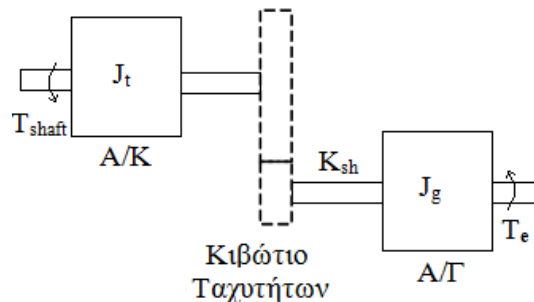 J_t
T_shaft
Α/Κ
K_sh
J_g
T_e
Α/Γ
Κιβώτιο
Ταχυτήτων